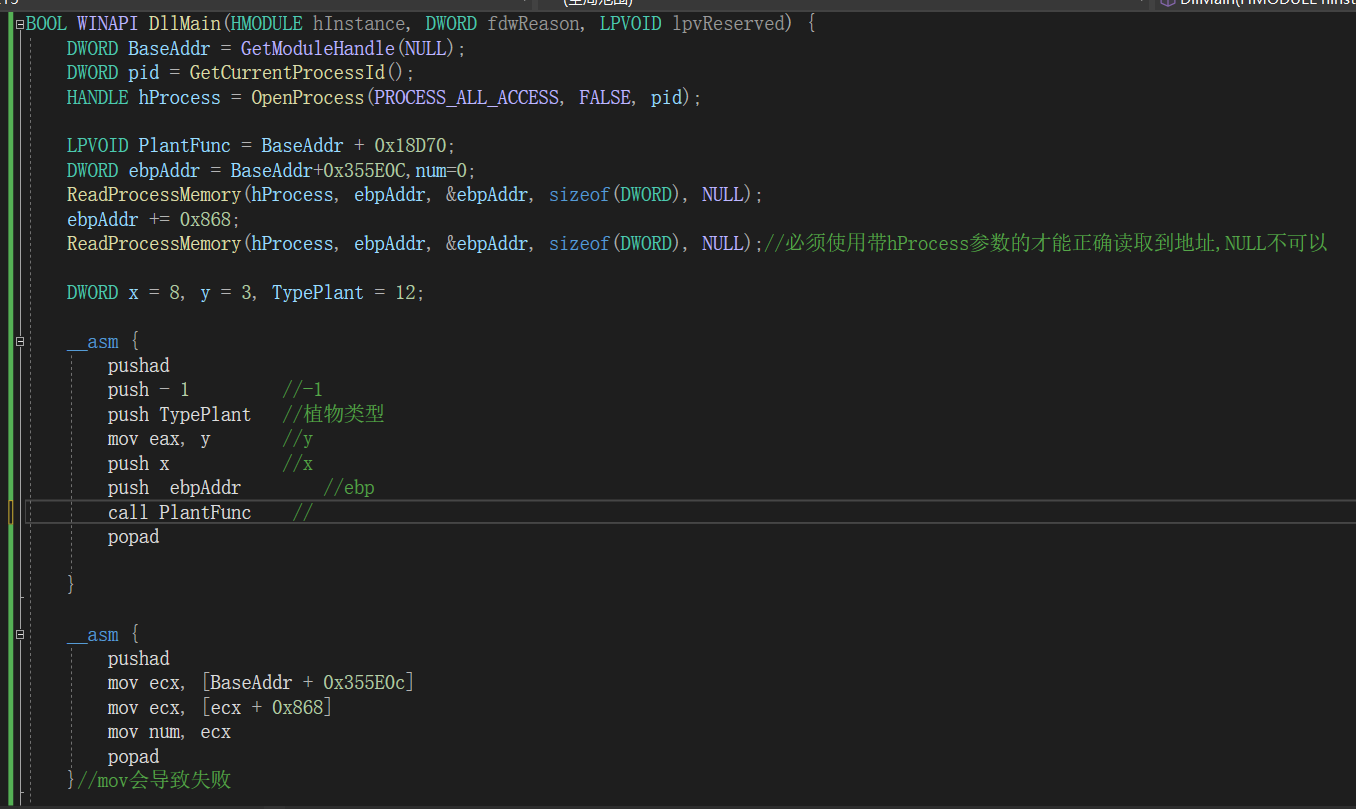 (全局范围)
BOOL WINAPI DllMain(HMODULE hInstance, DWORD fdwReason, LPVOID lpvReserved) {
DWORD BaseAddr = GetModuleHandle(NULL);
DWORD pid = GetCurrentProcessId();
HANDLE hProcess = OpenProcess(PROCESS_ALL_ACCESS, FALSE, pid);
LPVOID PlantFunc = BaseAddr + 0x18D70;
DWORD ebpAddr = BaseAddr+0x355E0C,num=0;
ReadProcessMemory(hProcess, ebpAddr, &ebpAddr, sizeof(DWORD), NULL);
ebpAddr += 0x868;
ReadProcessMemory(hProcess, ebpAddr, &ebpAddr, sizeof(DWORD), NULL);//必须使用带hProcess参数的才能正确读取到地址,NULL不可以
DWORD x = 8, y = 3, TypePlant = 12;
__asm {
pushad
push - 1 //-1
push TypePlant //植物类型
mov eax, y //y
push x //x
push ebpAddr //ebp
call PlantFunc //
popad
}
__asm {
pushad
mov ecx, [BaseAddr + 0x355E0c]
mov ecx, [ecx + 0x868]
mov num, ecx
popad
}//mov会导致失败